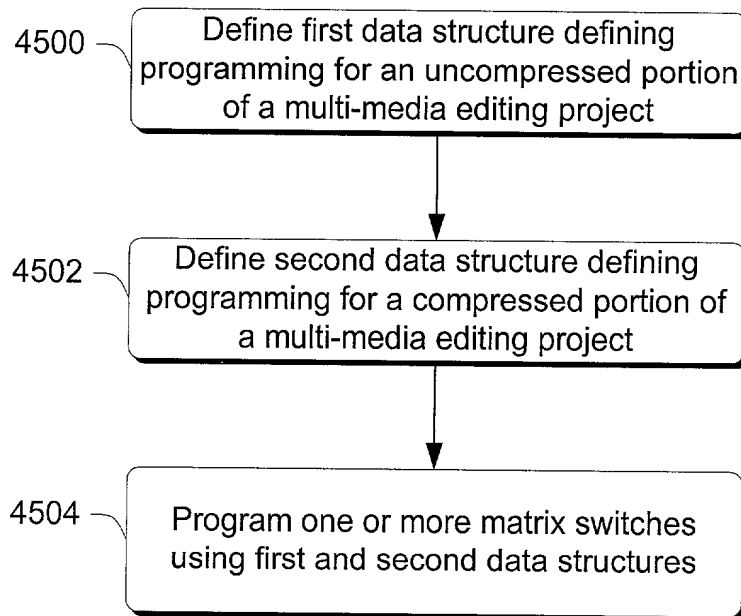 4500
Define first data structure defining
programming for an uncompressed portion
of a multi-media editing project
4502
Define second data structure defining
programming for a compressed portion of
a multi-media editing project
4504
Program one or more matrix switches
using first and second data structures